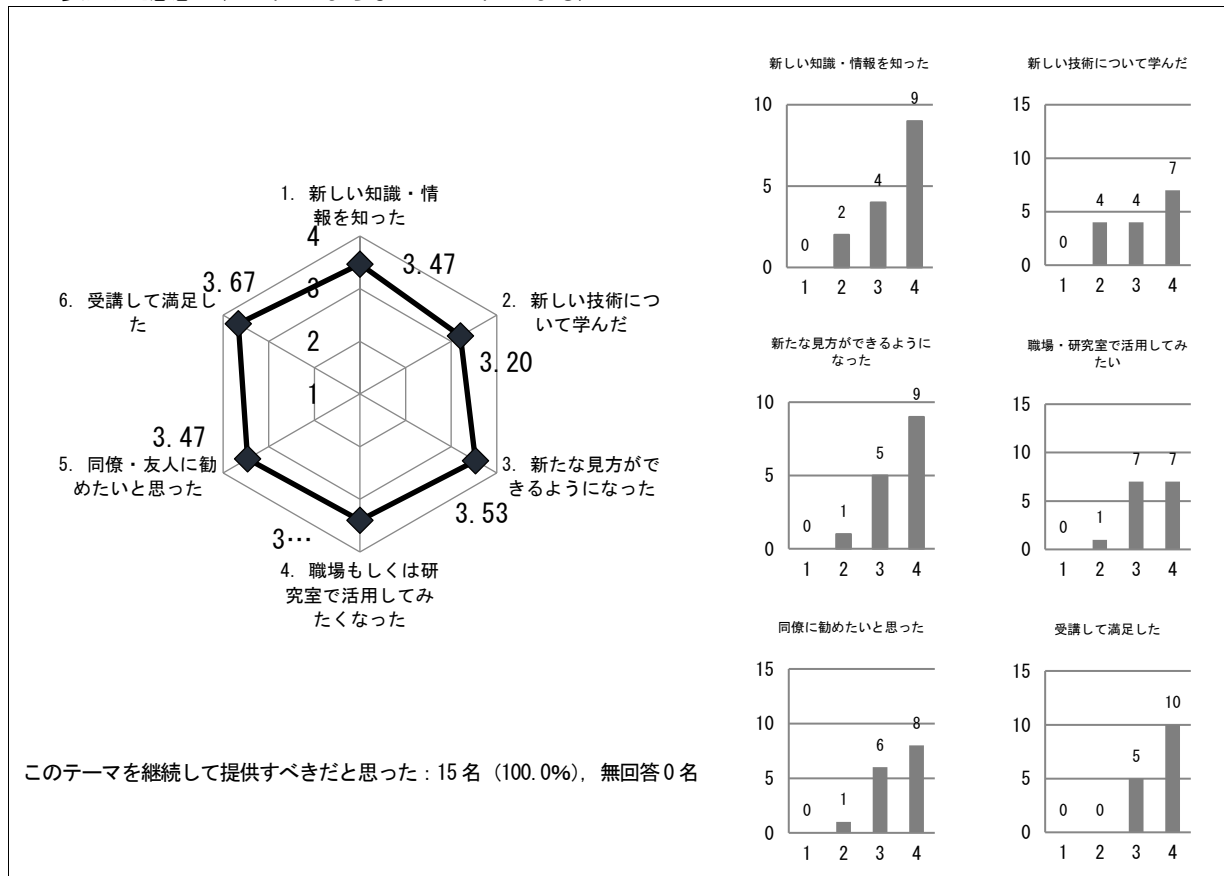 1. 新しい知識・情
報を知った
4
3
2
1
3.47
2. 新しい技術につ
いて学んだ
3.20
3. 新たな見方がで
きるようになった
3.53
4. 職場もしくは研
究室で活用してみ
たくなった
3…
5. 同僚・友人に勧
めたいと思った
3.47
6. 受講して満足し
た
3.67
このテーマを継続して提供すべきだと思った：15名（100.0%），無回答0名
新しい知識・情報を知った
10
5
0
0
2
4
9
1 2 3 4
新しい技術について学んだ
15
10
5
0
0
4
4
7
1 2 3 4
新たな見方ができるように
なった
10
5
0
0
1
5
9
1 2 3 4
職場・研究室で活用してみ
たい
15
10
5
0
0
1
7
7
1 2 3 4
同僚に勧めたいと思った
15
10
5
0
0
1
6
8
1 2 3 4
受講して満足した
15
10
5
0
0
0
5
10
1 2 3 4